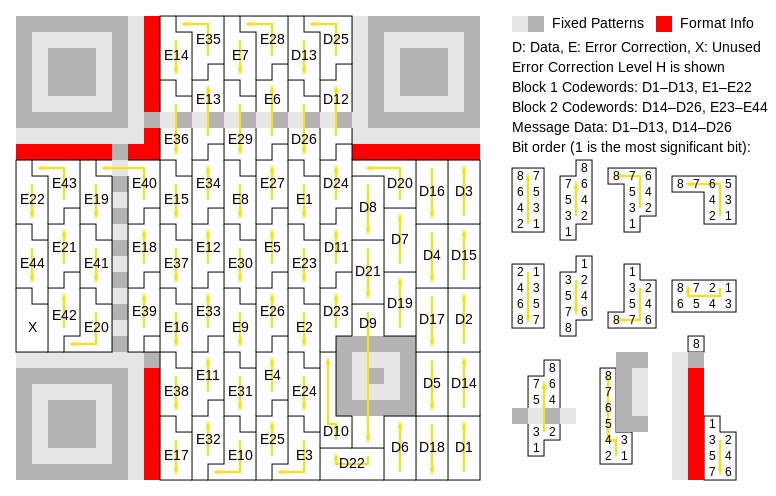 E35 E28 D25
E14 E7 D13
E13 E6 D12
E36 E29 D26
E43 E40 E34 E27 D24 D20
D16 D3
E22 E19 E15 E8 E1 D8
E21 E18 E12 E5 D11 D7
D4 D15
E44 E41 E37 E30 E23 D21
E42 E39 E33 E26 D23 D19
D17 D2
X E20 E16 E9 E2 D9
E11 E4 D5 D14
E38 E31 E24
D10
E32 E25 D6 D18 D1
E17 E10 E3 D22
Fixed Patterns Format Info
D: Data, E: Error Correction, X: Unused
Error Correction Level H is shown
Block 1 Codewords: D1–D13, E1–E22
Block 2 Codewords: D14–D26, E23–E44
Message Data: D1–D13, D14–D26
Bit order (1 is the most significant bit):
8 7
6 5
4 3
2 1
8
7 6
5 4
3 2
1
8 7 6
5 4
3 2
1
8 7 6 5
4 3
2 1
2 1
4 3
6 5
8 7
1
3 2
5 4
7 6
8
1
3 2
5 4
8 7 6
8 7 2 1
6 5 4 3
8
7 6
5 4
3 2
1
8
7
6
5
4 3
2 1
8
1
3 2
5 4
7 6